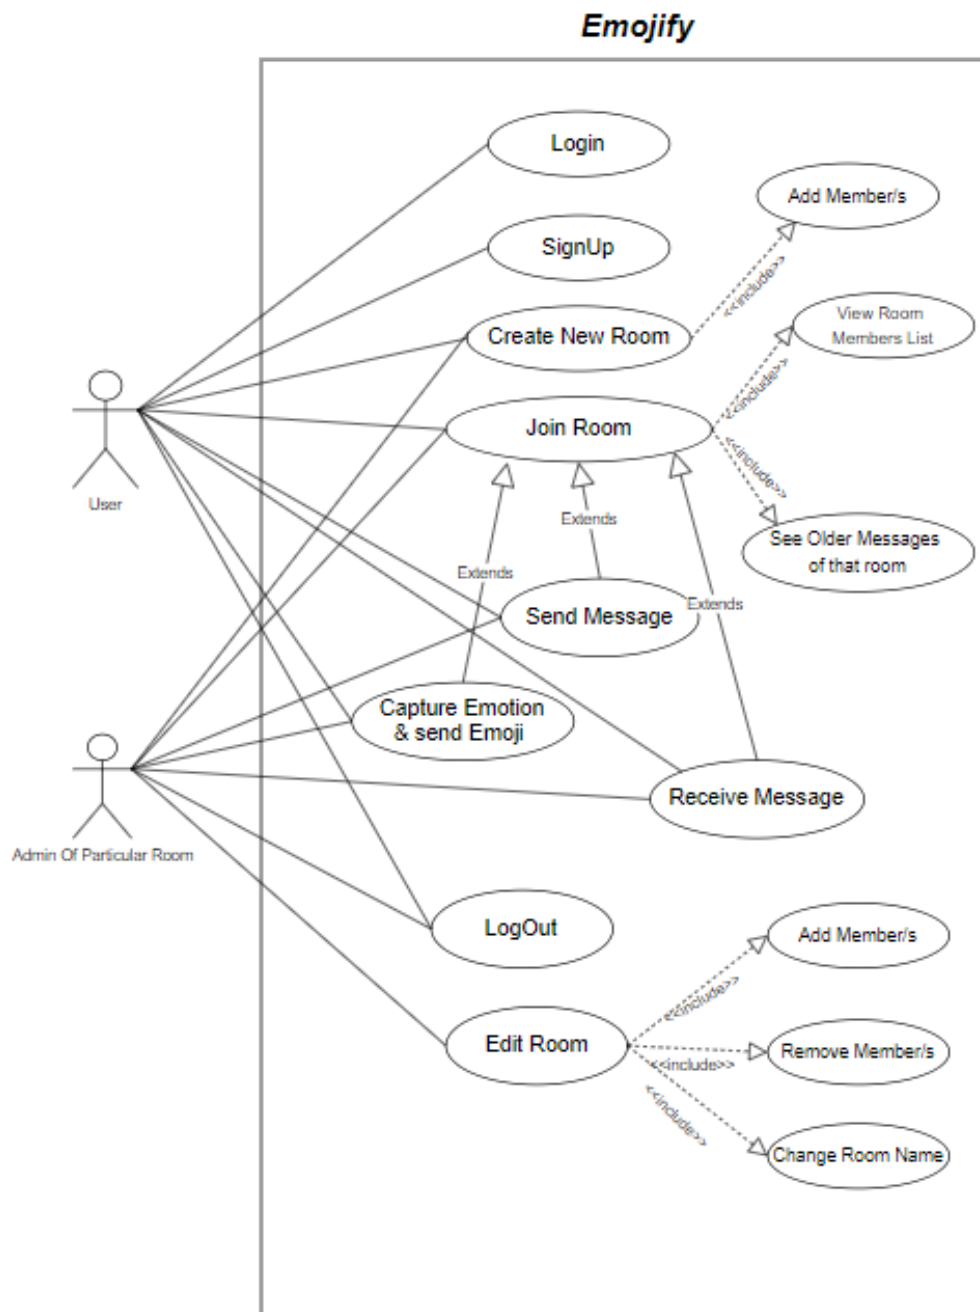 Emojify
Login
Add Member/s
SignUp
<<include>>
View Room
Members List
Create New Room
<<include>>
Join Room
<<include>>
User
Extends
See Older Messages
of that room
Extends
Send Message
Extends
Capture Emotion
& send Emoji
Receive Message
Admin Of Particular Room
LogOut
Add Member/s
<<include>>
Edit Room
Remove Member/s
<<include>>
<<include>>
Change Room Name